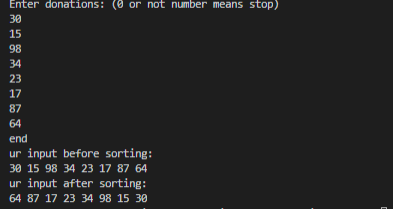 Enter donations: (0 or not number means stop)
30
15
98
34
23
17
87
64
end
ur input before sorting:
30 15 98 34 23 17 87 64
ur input after sorting:
64 87 17 23 34 98 15 30